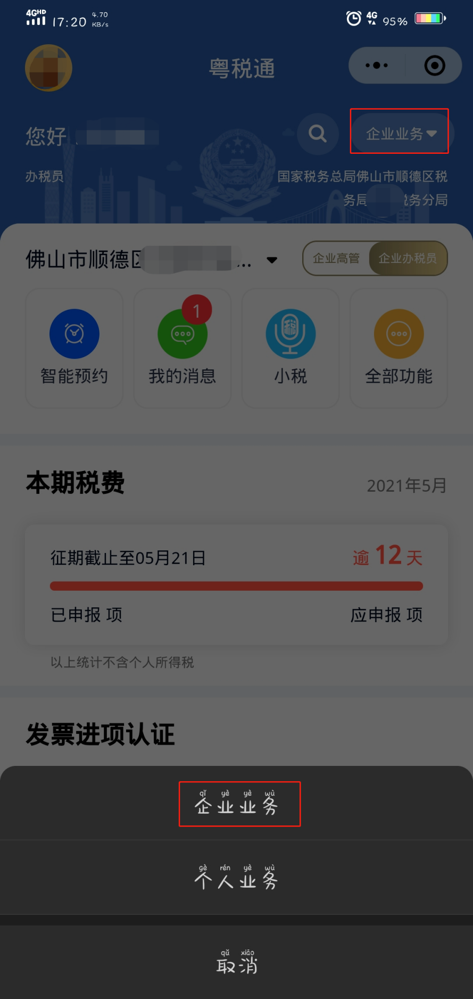 4GHD 17:20 4.70 KB/s 4G 95%
粤税通
您好 企业业务
办税员 国家税务总局佛山市顺德区税
务局 税务分局
佛山市顺德区 ... 企业高管 企业办税员
1
智能预约 我的消息 小税 全部功能
本期税费 2021年5月
征期截止至05月21日 逾 12 天
已申报 项 应申报 项
以上统计不含个人所得税
发票进项认证
qǐ yè yè wù
企业业务
gè rén yè wù
个人业务
qǔ xiāo
取消